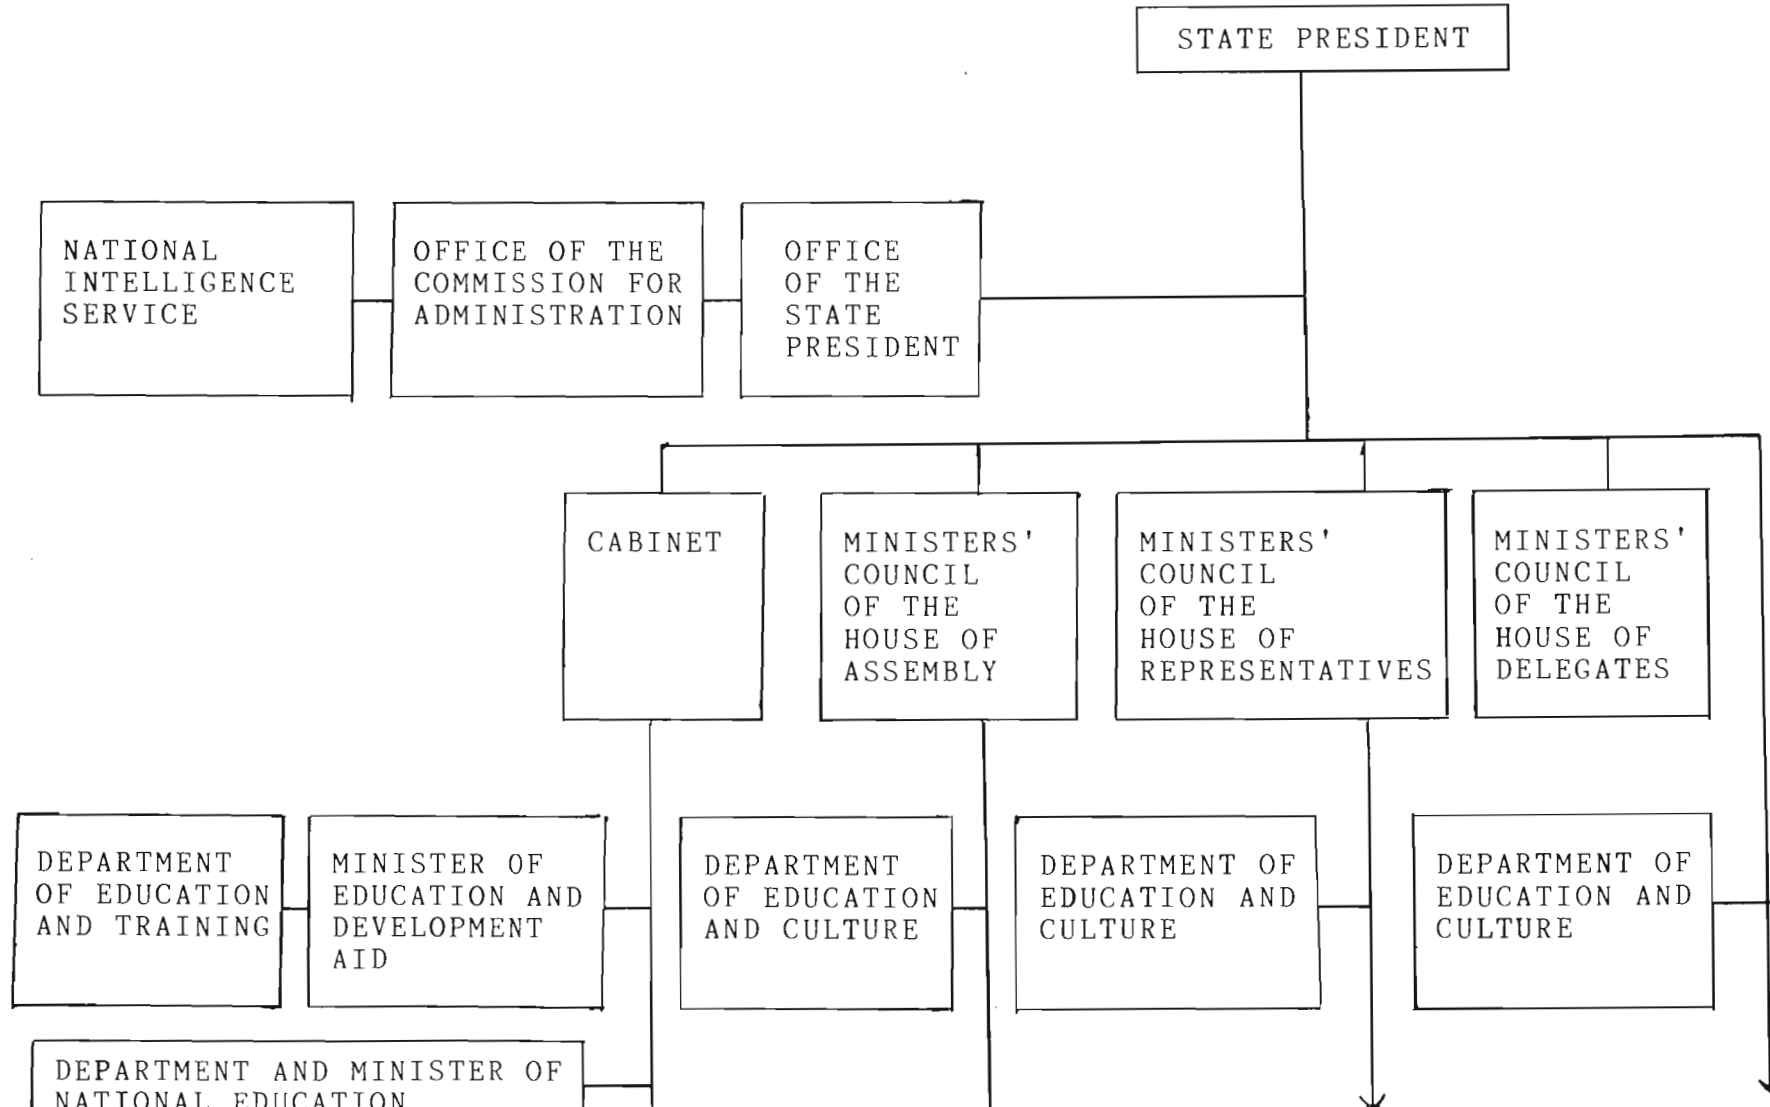 STATE PRESIDENT
NATIONAL
INTELLIGENCE
SERVICE
OFFICE OF THE
COMMISSION FOR
ADMINISTRATION
OFFICE
OF THE
STATE
PRESIDENT
CABINET
MINISTERS'
COUNCIL
OF THE
HOUSE OF
ASSEMBLY
MINISTERS'
COUNCIL
OF THE
HOUSE OF
REPRESENTATIVES
MINISTERS'
COUNCIL
OF THE
HOUSE OF
DELEGATES
DEPARTMENT
OF EDUCATION
AND TRAINING
MINISTER OF
EDUCATION AND
DEVELOPMENT
AID
DEPARTMENT
OF EDUCATION
AND CULTURE
DEPARTMENT OF
EDUCATION AND
CULTURE
DEPARTMENT OF
EDUCATION AND
CULTURE
DEPARTMENT AND MINISTER OF
NATIONAL EDUCATION